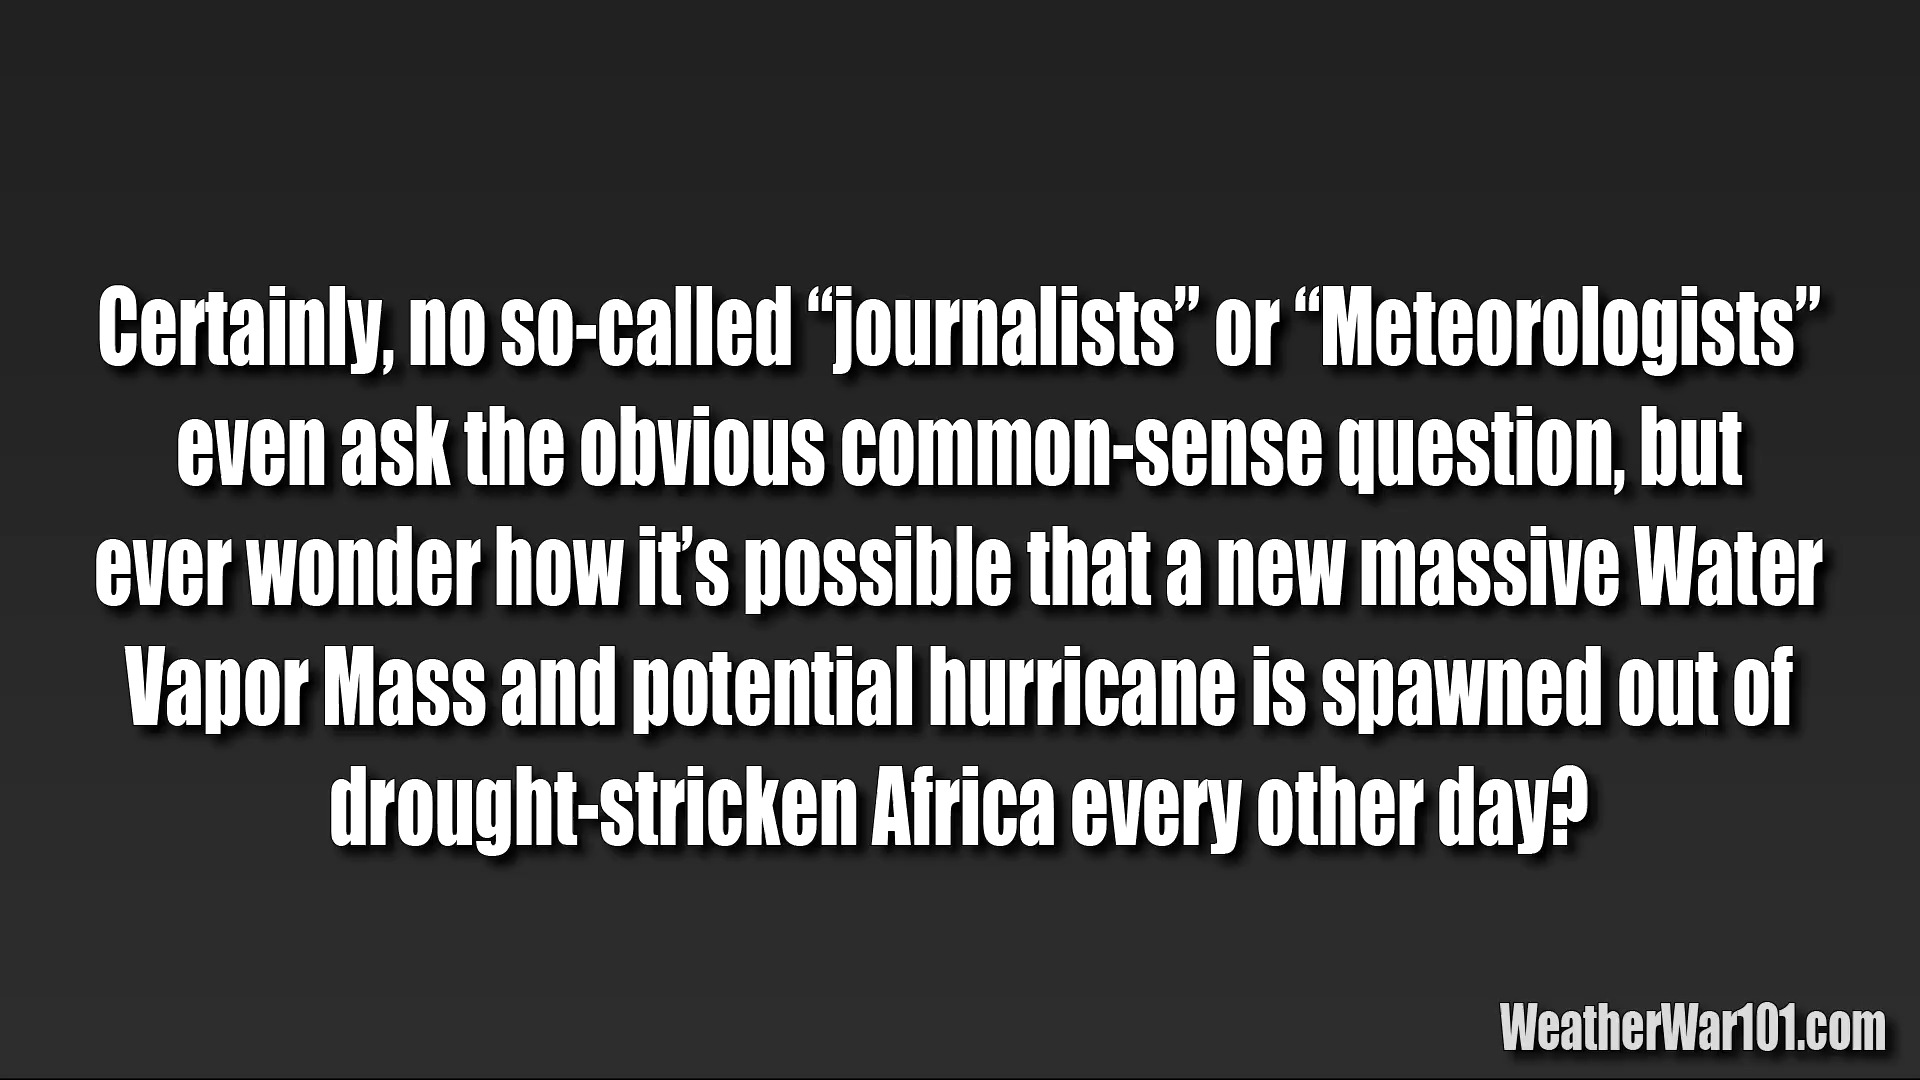 Certainly, no so-called “journalists” or “Meteorologists”
even ask the obvious common-sense question, but
ever wonder how it’s possible that a new massive Water
Vapor Mass and potential hurricane is spawned out of
drought-stricken Africa every other day?
WeatherWar101.com